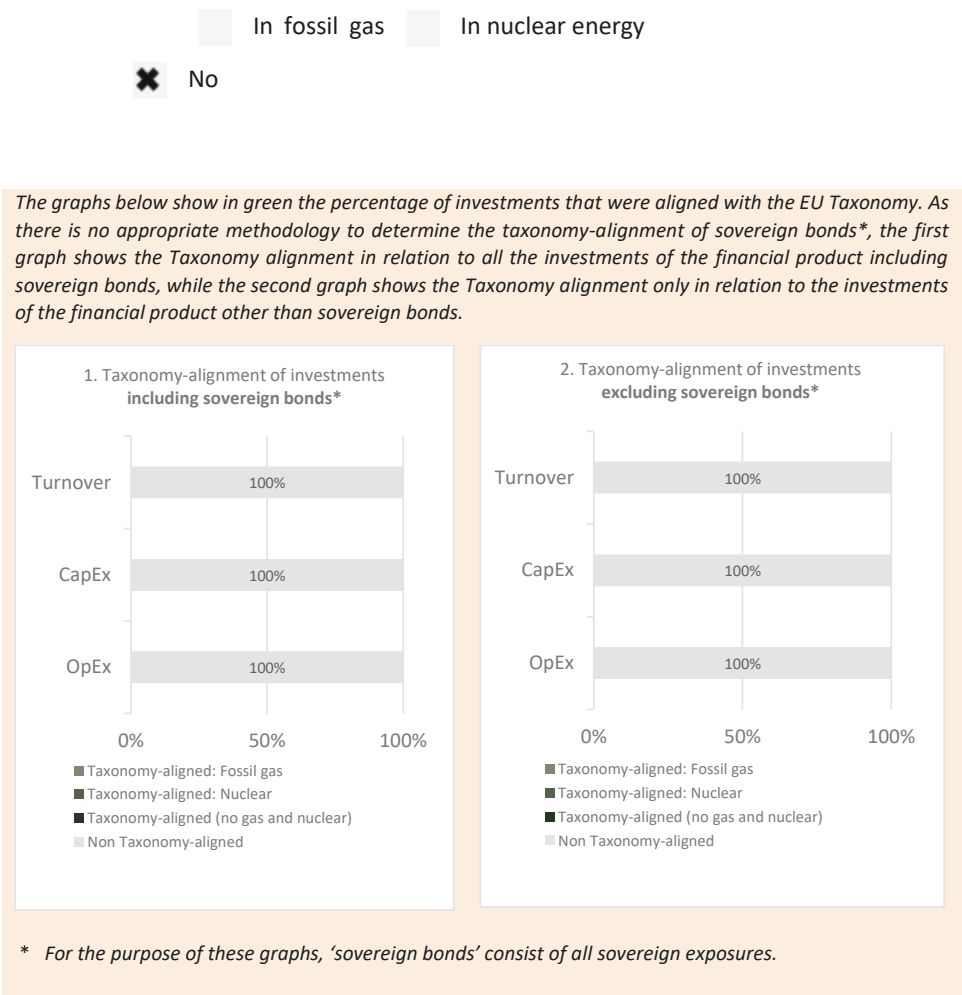 In fossil gas In nuclear energy
No
The graphs below show in green the percentage of investments that were aligned with the EU Taxonomy. As
there is no appropriate methodology to determine the taxonomy-alignment of sovereign bonds*, the first
graph shows the Taxonomy alignment in relation to all the investments of the financial product including
sovereign bonds, while the second graph shows the Taxonomy alignment only in relation to the investments
of the financial product other than sovereign bonds.
1. Taxonomy-alignment of investments
including sovereign bonds*
Turnover
100%
CapEx
100%
OpEx
100%
0% 50% 100%
Taxonomy-aligned: Fossil gas
Taxonomy-aligned: Nuclear
Taxonomy-aligned (no gas and nuclear)
Non Taxonomy-aligned
2. Taxonomy-alignment of investments
excluding sovereign bonds*
Turnover
100%
CapEx
100%
OpEx
100%
0% 50% 100%
Taxonomy-aligned: Fossil gas
Taxonomy-aligned: Nuclear
Taxonomy-aligned (no gas and nuclear)
Non Taxonomy-aligned
* For the purpose of these graphs, ‘sovereign bonds’ consist of all sovereign exposures.